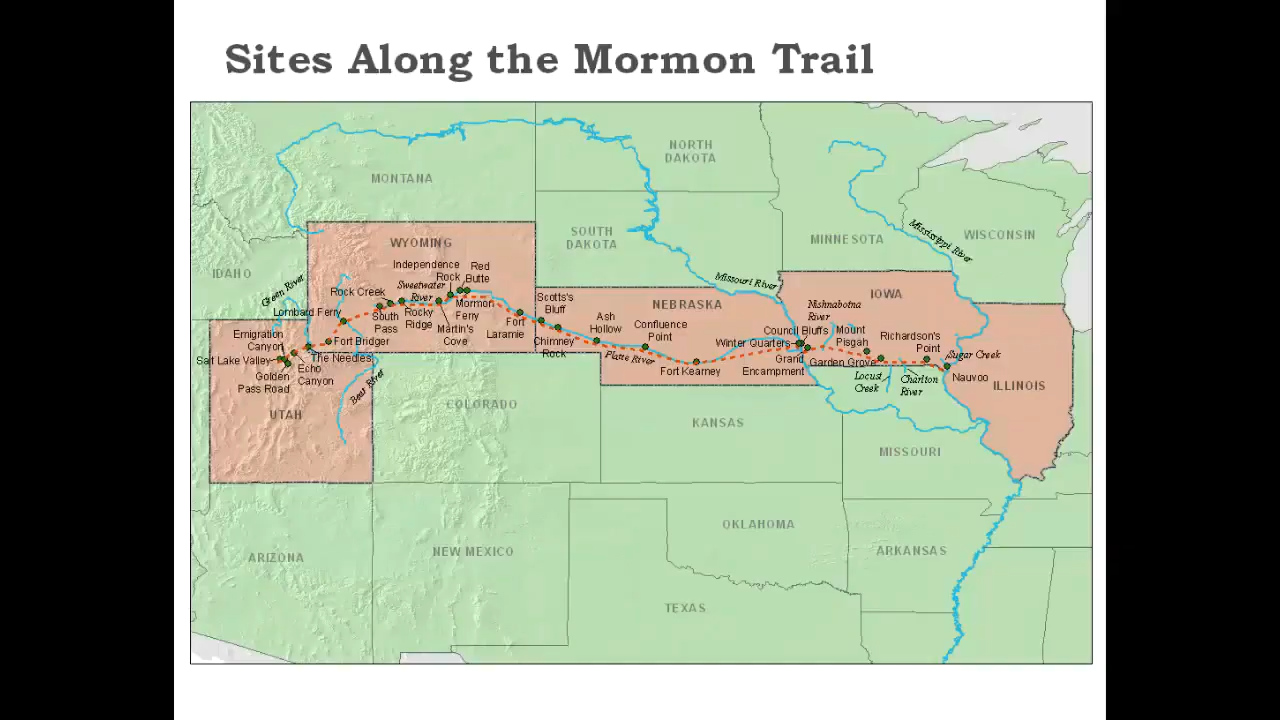 Sites Along the Mormon Trail
NORTH
DAKOTA
MONTANA
SOUTH
DAKOTA
MINNESOTA
WISCONSIN
Mississippi River
IDAHO
WYOMING
Green River
Independence
Rock
Red
Butte
Sweetwater
River
Rock Creek
Lombard Ferry
South
Pass
Rocky
Ridge
Mormon
Ferry
Martin's
Cove
Fort
Laramie
Scotts's
Bluff
Chimney
Rock
Missouri River
NEBRASKA
Ash
Hollow
Confluence
Point
Platte River
Fort Kearney
Winter Quarters
Grand
Encampment
IOWA
Nishnabotna
River
Council Bluffs
Mount
Pisgah
Garden Grove
Richardson's
Point
Sugar Creek
Locust
Creek
Chariton
River
Nauvoo
ILLINOIS
Emigration
Canyon
Salt Lake Valley
Golden
Pass Road
Echo
Canyon
The Needles
Fort Bridger
Bear River
UTAH
COLORADO
KANSAS
MISSOURI
ARIZONA
NEW MEXICO
OKLAHOMA
ARKANSAS
TEXAS